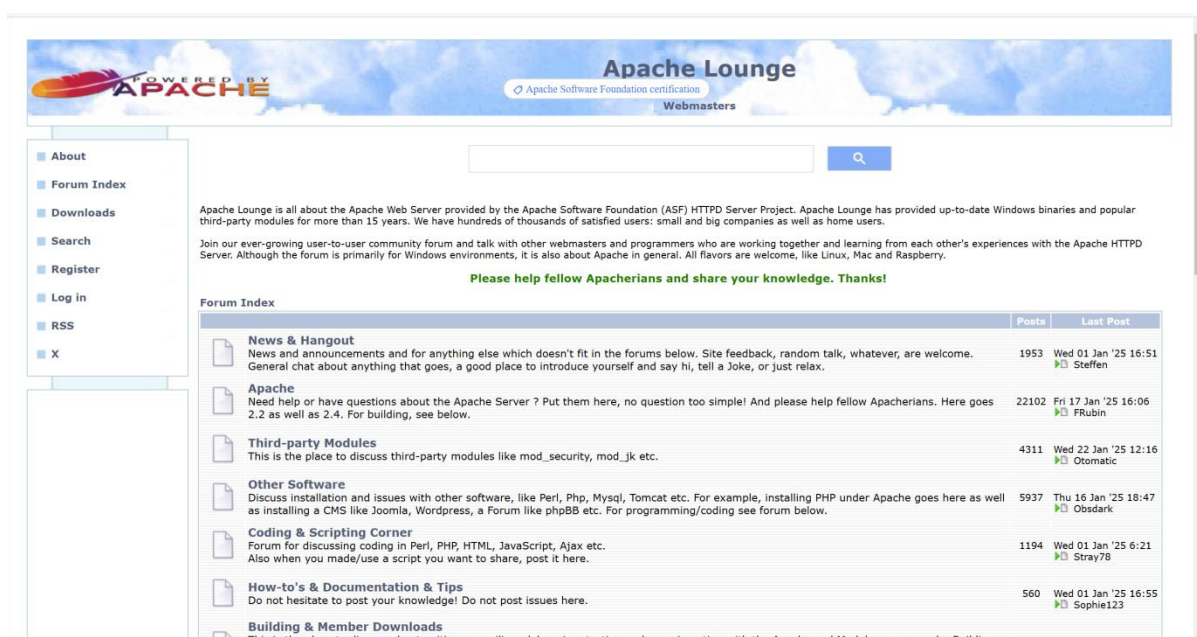 POWERED BY
APACHE
Apache Lounge
Apache Software Foundation certification
Webmasters
About
Forum Index
Downloads
Search
Register
Log in
RSS
X
Apache Lounge is all about the Apache Web Server provided by the Apache Software Foundation (ASF) HTTPD Server Project. Apache Lounge has provided up-to-date Windows binaries and popular
third-party modules for more than 15 years. We have hundreds of thousands of satisfied users: small and big companies as well as home users.
Join our ever-growing user-to-user community forum and talk with other webmasters and programmers who are working together and learning from each other's experiences with the Apache HTTPD
Server. Although the forum is primarily for Windows environments, it is also about Apache in general. All flavors are welcome, like Linux, Mac and Raspberry.
Please help fellow Apacherians and share your knowledge. Thanks!
Forum Index
Posts Last Post
News & Hangout
News and announcements and for anything else which doesn't fit in the forums below. Site feedback, random talk, whatever, are welcome. 1953 Wed 01 Jan '25 16:51
General chat about anything that goes, a good place to introduce yourself and say hi, tell a Joke, or just relax. Steffen
Apache
Need help or have questions about the Apache Server ? Put them here, no question too simple! And please help fellow Apacherians. Here goes 22102 Fri 17 Jan '25 16:06
2.2 as well as 2.4. For building, see below. FRubin
Third-party Modules
This is the place to discuss third-party modules like mod_security, mod_jk etc. 4311 Wed 22 Jan '25 12:16
Otomatic
Other Software
Discuss installation and issues with other software, like Perl, Php, Mysql, Tomcat etc. For example, installing PHP under Apache goes here as well 5937 Thu 16 Jan '25 18:47
as installing a CMS like Joomla, Wordpress, a Forum like phpBB etc. For programming/coding see forum below. Obsdark
Coding & Scripting Corner
Forum for discussing coding in Perl, PHP, HTML, JavaScript, Ajax etc. 1194 Wed 01 Jan '25 6:21
Also when you made/use a script you want to share, post it here. Stray78
How-to's & Documentation & Tips
Do not hesitate to post your knowledge! Do not post issues here. 560 Wed 01 Jan '25 16:55
Sophie123
Building & Member Downloads